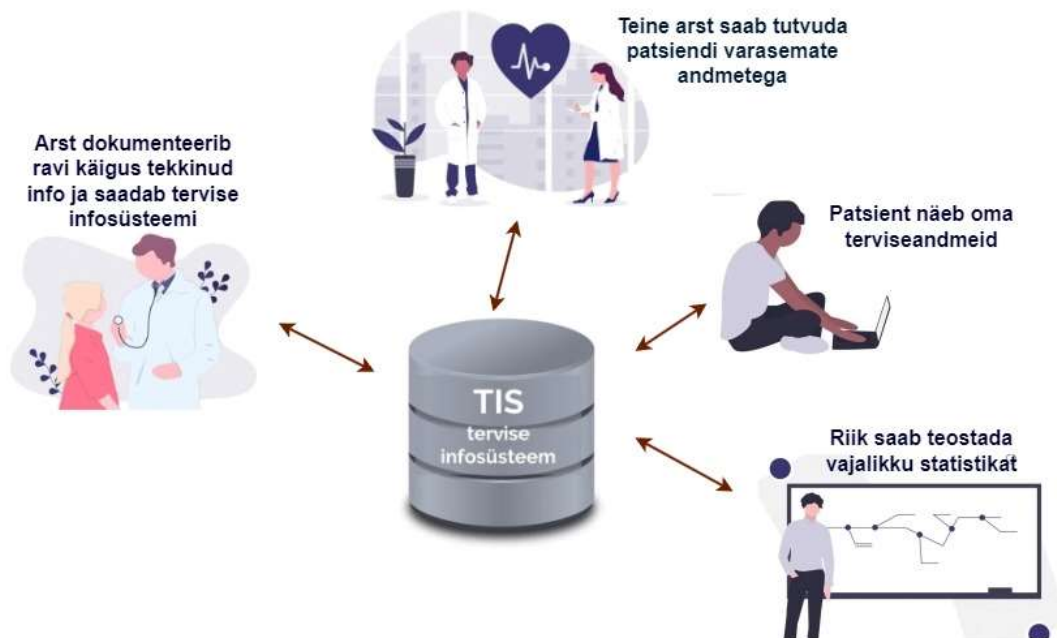 Teine arst saab tutvuda
patsiendi varasemate
andmetega
Arst dokumenteerib
ravi käigus tekkinud
info ja saadab tervise
infosüsteemi
Patsient näeb oma
terviseandmeid
TIS
tervise
infosüsteem
Riik saab teostada
vajalikku statistikat